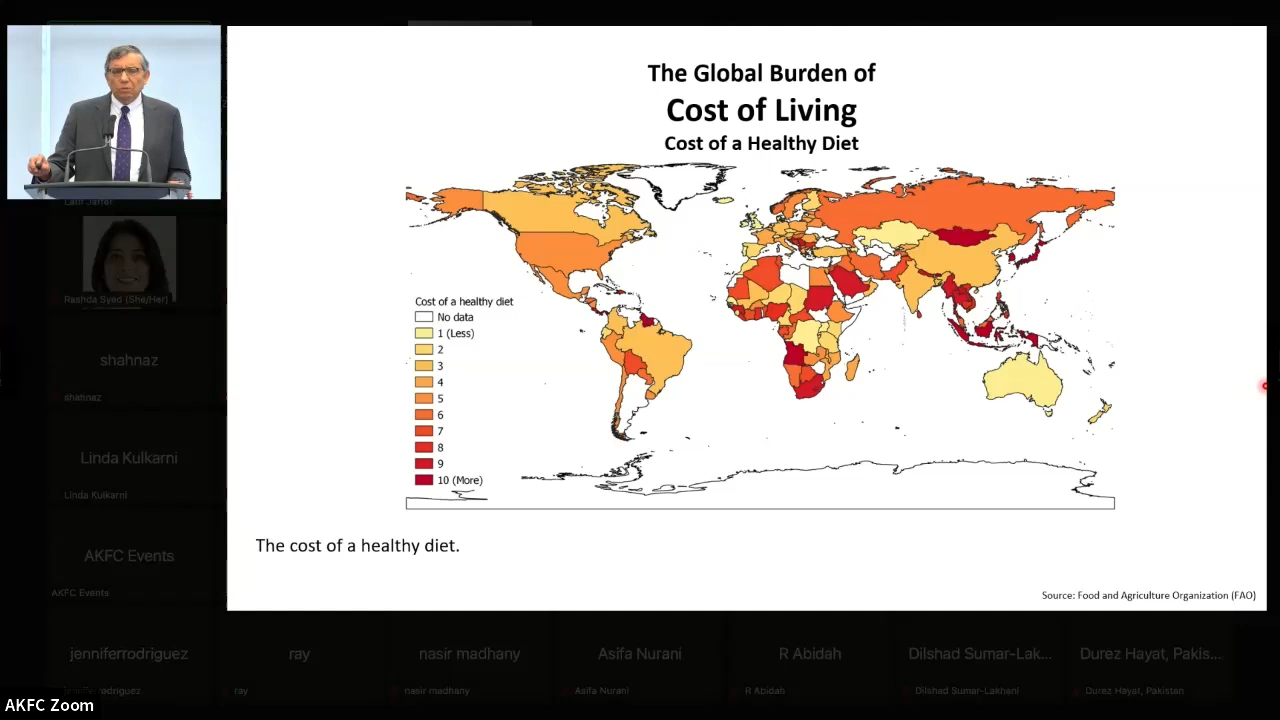 The Global Burden of
Cost of Living
Cost of a Healthy Diet
Cost of a healthy diet
No data
1 (Less)
2
3
4
5
6
7
8
9
10 (More)
The cost of a healthy diet.
Source: Food and Agriculture Organization (FAO)
Latif Jaffer
Rashda Syed (She/Her)
shahnaz
shahnaz
Linda Kulkarni
Linda Kulkarni
AKFC Events
AKFC Events
jenniferrodriguez
ray
nasir madhany
Asifa Nurani
R Abidah
Dilshad Sumar-Lak...
Durez Hayat, Pakis...
jenniferrodriguez
ray
nasir madhany
Asifa Nurani
R Abidah
Dilshad Sumar-Lakhani
Durez Hayat, Pakistan
AKFC Zoom